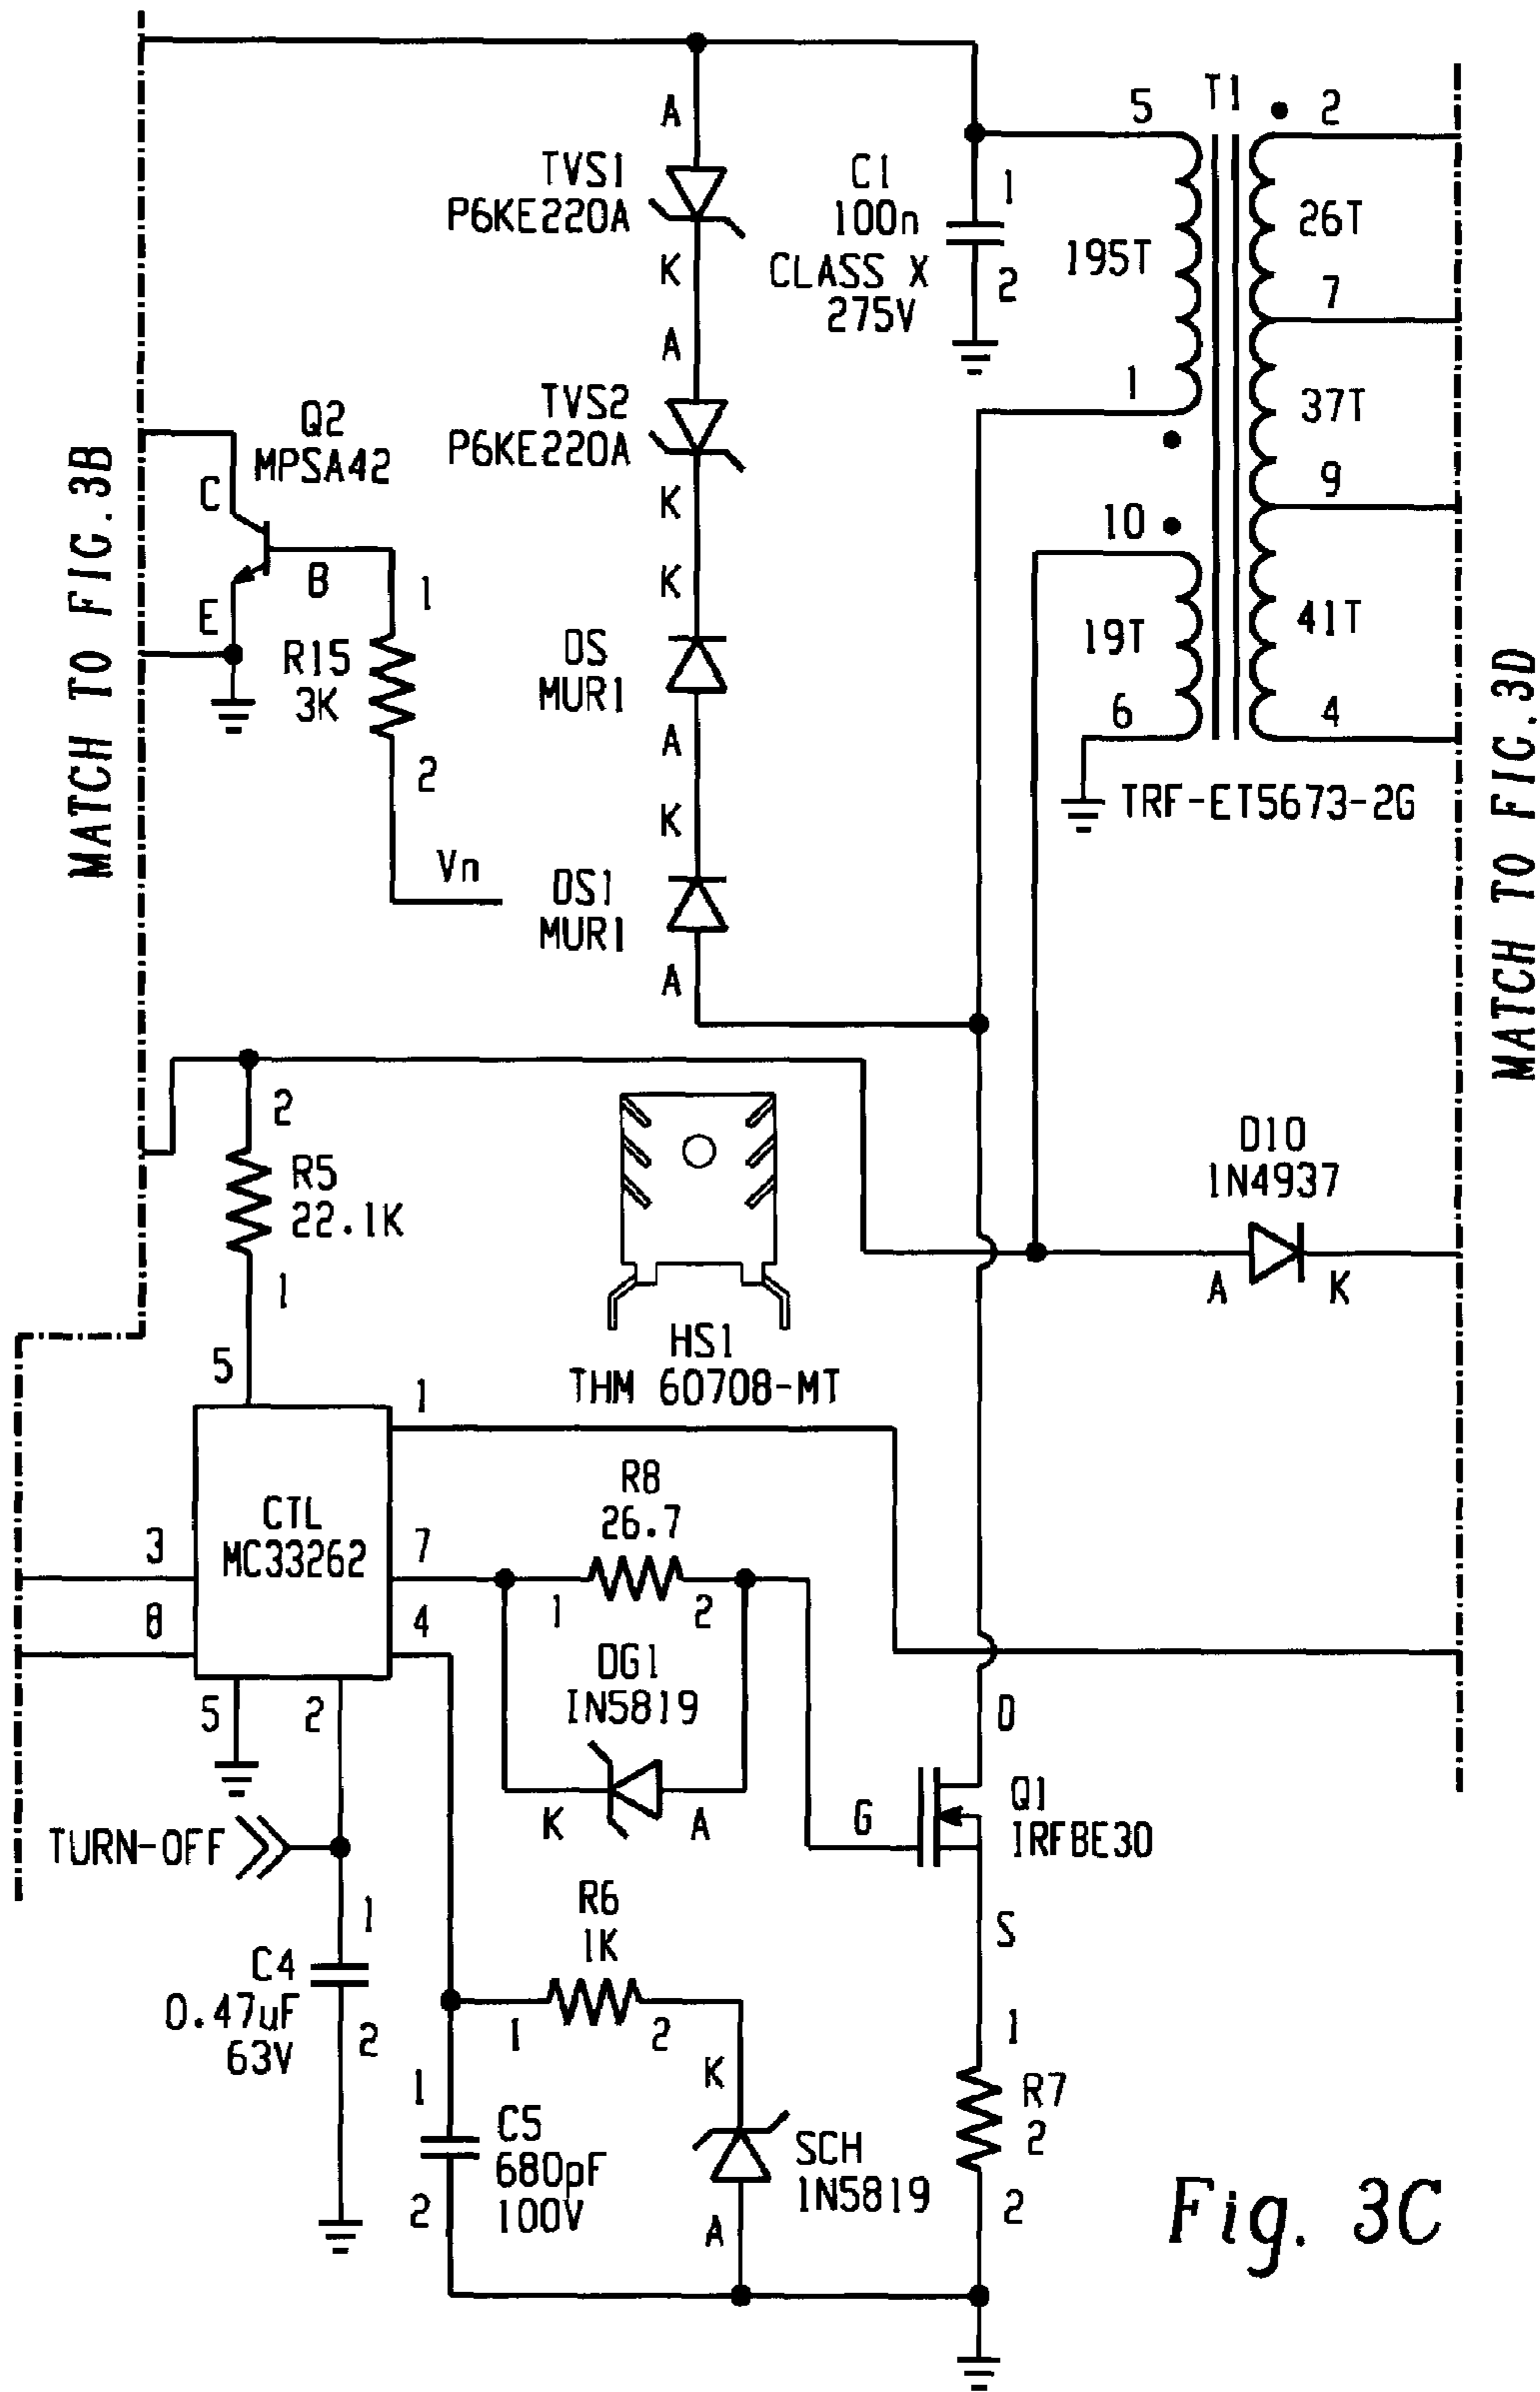 5
T1
2
A
TVS1
P6KE220A
C1
100n
CLASS X
275V
1
2
195T
26T
K
7
A
1
TVS2
P6KE220A
37T
Q2
MPSA42
C
B
E
K
9
10
K
1
R15
3K
2
DS
MUR1
19T
41T
A
6
4
K
TRF-ET5673-2G
Vn
DS1
MUR1
A
MATCH TO FIG.3B
MATCH TO FIG.3D
2
R5
22.1K
1
D10
1N4937
A
K
HS1
THM 60708-MT
5
1
CTL
MC33262
R8
26.7
3
7
1
2
8
4
DG1
IN5819
5
2
D
K
A
G
Q1
IRFBE30
TURN-OFF
R6
1K
1
S
C4
0.47uF
63V
2
1
2
1
K
1
C5
680pF
100V
SCH
1N5819
R7
2
2
A
2
Fig. 3C